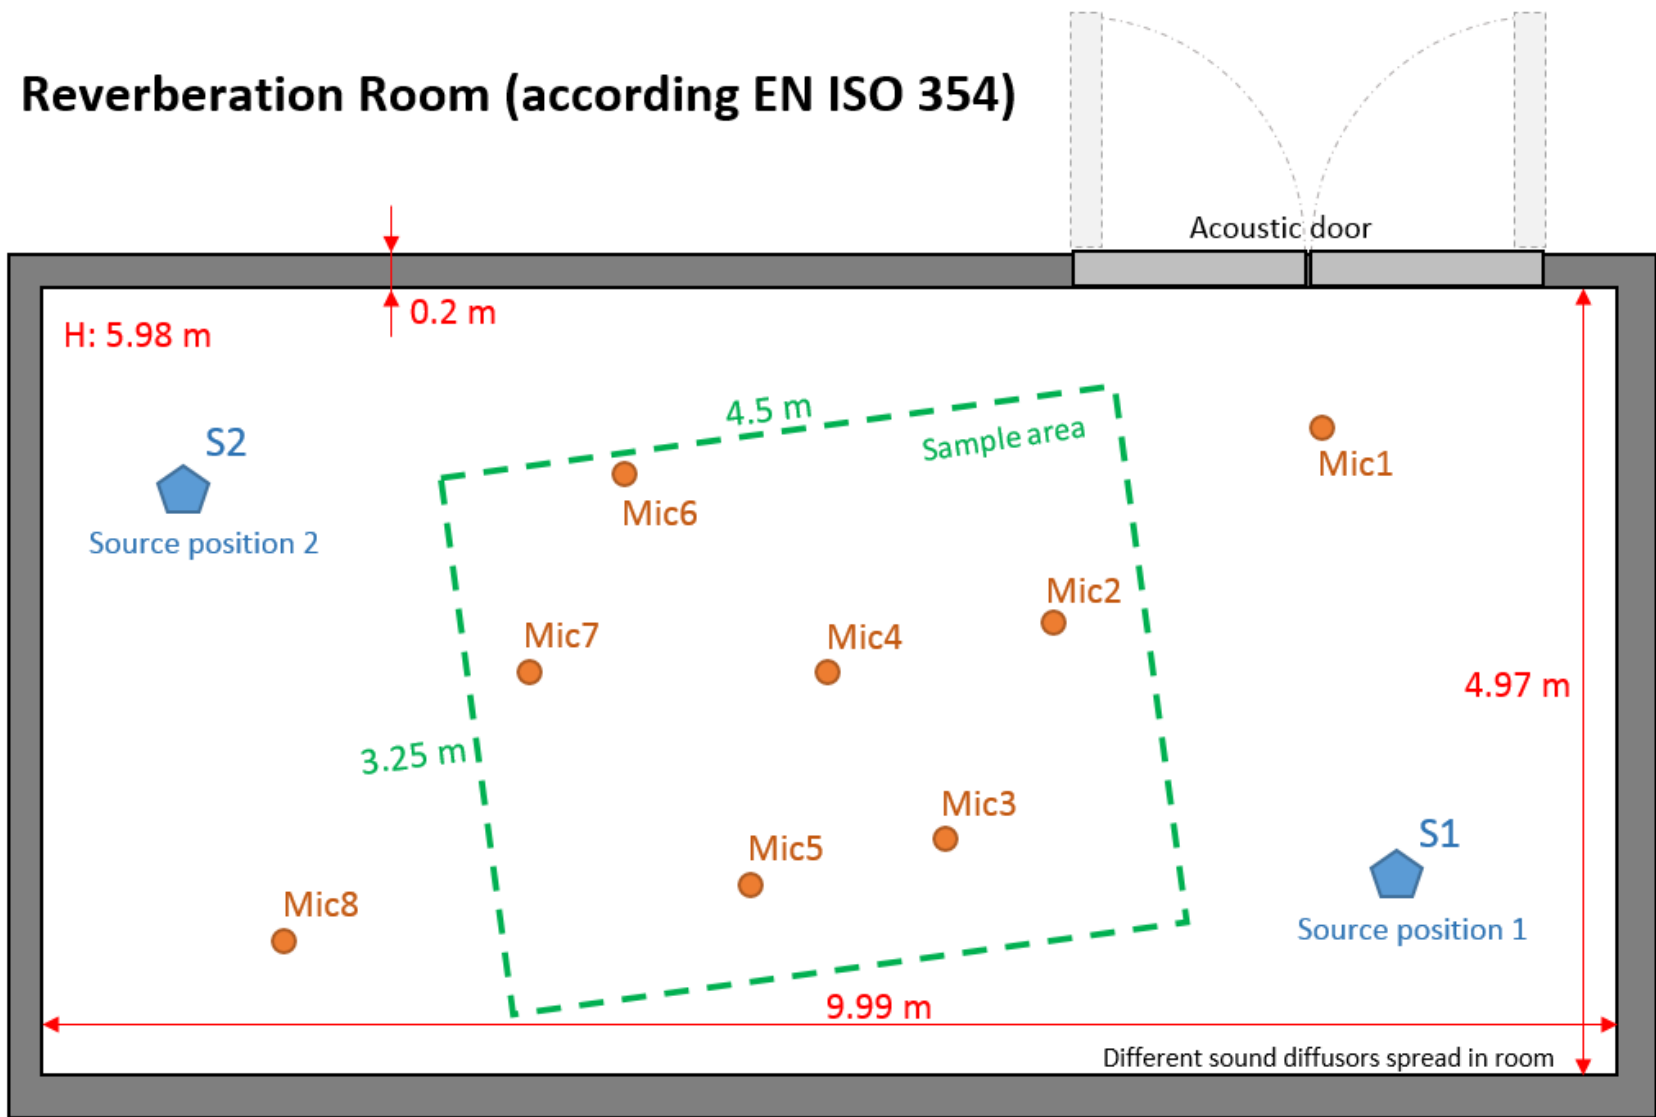 Reverberation Room (according EN ISO 354)
Acoustic door
0.2 m
H: 5.98 m
4.5 m
Sample area
S2
Mic1
Mic6
Source position 2
Mic2
Mic7
Mic4
4.97 m
3.25 m
Mic3
S1
Mic5
Mic8
Source position 1
9.99 m
Different sound diffusors spread in room